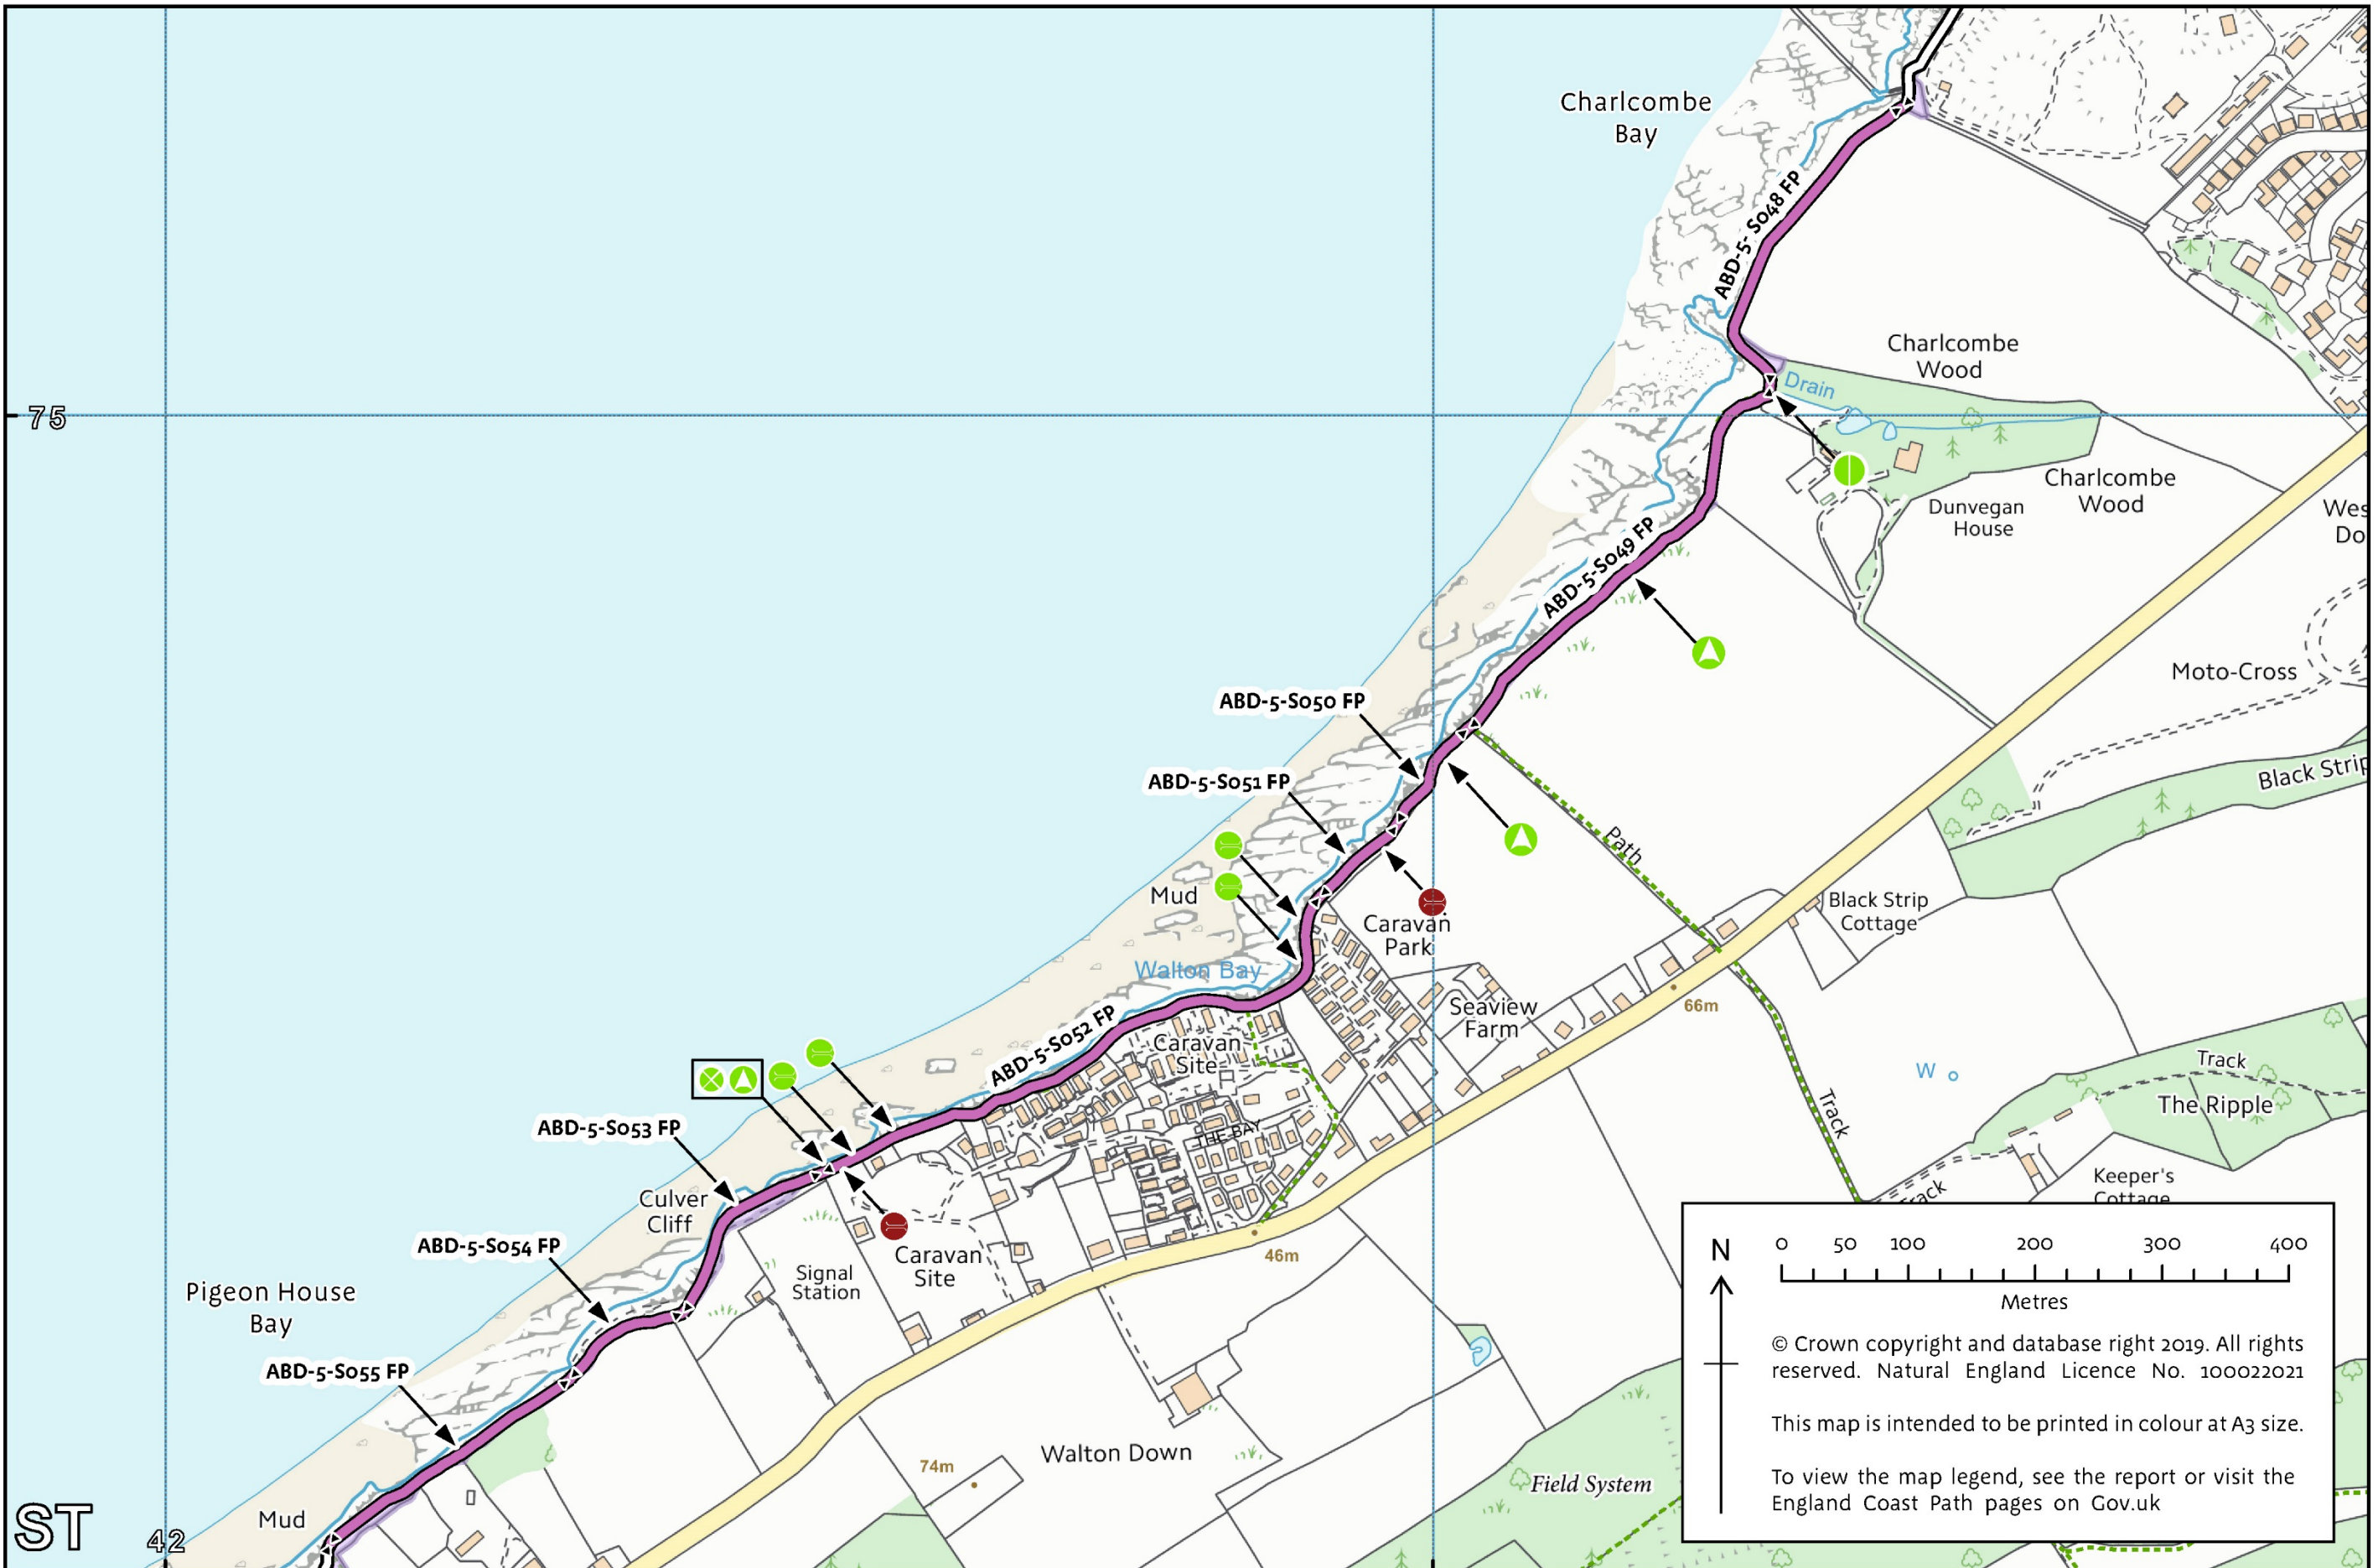 Charlcombe
Bay
ABD-5- S048 FP
Charlcombe
Wood
Drain
75
Charlcombe
Wood
Dunvegan
House
Wes
Do
ABD-5-S049 FP
Moto-Cross
ABD-5-S050 FP
Black Strip
ABD-5-S051 FP
Path
Mud
Caravan
Park
Black Strip
Cottage
Walton Bay
Seaview
Farm
66m
ABD-5-S052 FP
Caravan
Site
Track
W
Track
The Ripple
THE BAY
ABD-5-S053 FP
Culver
Cliff
Keeper's
Cottage
Track
ABD-5-S054 FP
Caravan
Site
46m
Signal
Station
Pigeon House
Bay
ABD-5-S055 FP
Walton Down
74m
Field System
Mud
ST
42
N
0 50 100 200 300 400
Metres
© Crown copyright and database right 2019. All rights
reserved. Natural England Licence No. 100022021
This map is intended to be printed in colour at A3 size.
To view the map legend, see the report or visit the
England Coast Path pages on Gov.uk